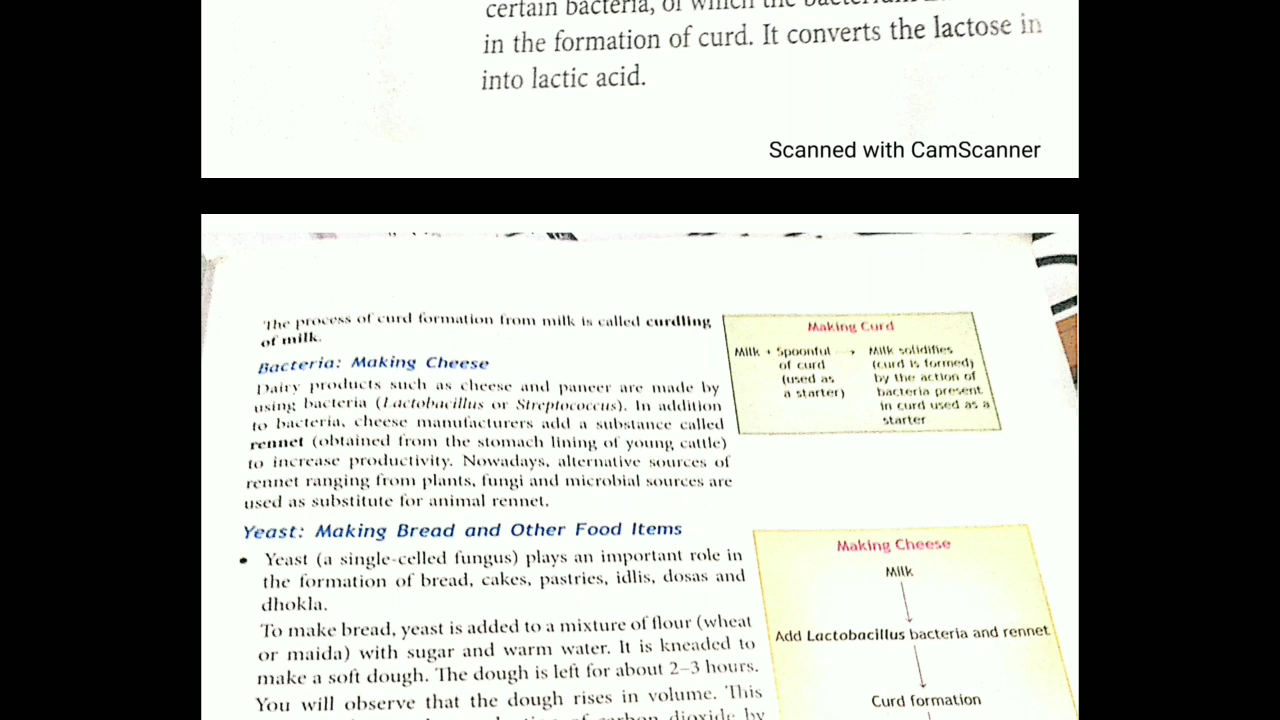 certain bacteria, of which the
in the formation of curd. It converts the lactose in
into lactic acid.
Scanned with CamScanner
The process of curd formation from milk is called curdling
of milk.
Bacteria: Making Cheese
Dairy products such as cheese and paneer are made by
using bacteria (Lactobacillus or Streptococcus). In addition
to bacteria, cheese manufacturers add a substance called
rennet (obtained from the stomach lining of young cattle)
to increase productivity. Nowadays, alternative sources of
rennet ranging from plants, fungi and microbial sources are
used as substitute for animal rennet.
Making Curd
Milk + Spoonful → Milk solidifies
of curd (curd is formed)
(used as by the action of
a starter) bacteria present
in curd used as a
starter
Yeast: Making Bread and Other Food Items
• Yeast (a single-celled fungus) plays an important role in
the formation of bread, cakes, pastries, idlis, dosas and
dhokla.
To make bread, yeast is added to a mixture of flour (wheat
or maida) with sugar and warm water. It is kneaded to
make a soft dough. The dough is left for about 2–3 hours.
You will observe that the dough rises in volume. This
of carbon dioxide by
Making Cheese
Milk
Add Lactobacillus bacteria and rennet
Curd formation